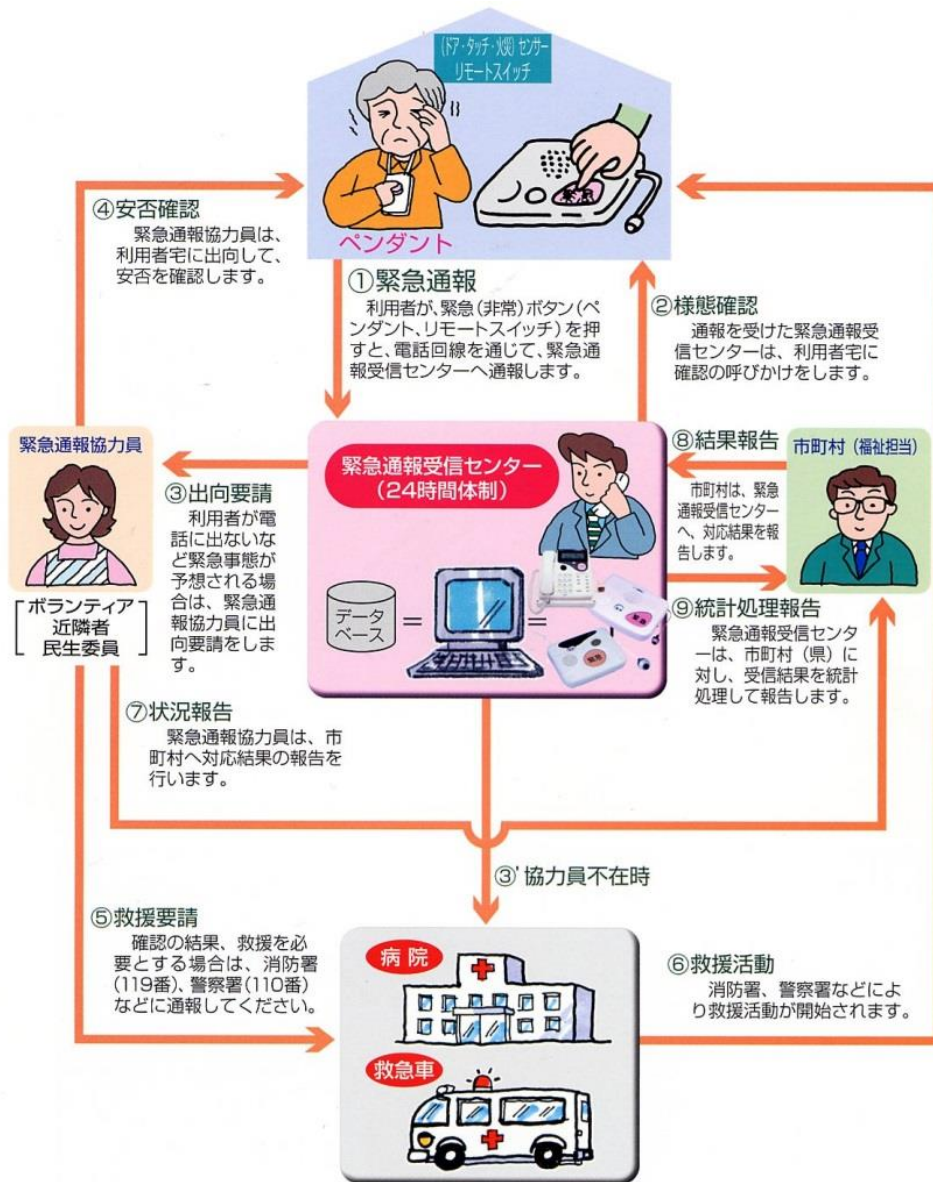 (ドア・タッチ・火災)センサー
リモートスイッチ
緊急
ペンダント
④安否確認
緊急通報協力員は、
利用者宅に出向して、
安否を確認します。
①緊急通報
利用者が、緊急(非常)ボタン(ペ
ンダント、リモートスイッチ)を押
すと、電話回線を通じて、緊急通
報受信センターへ通報します。
②様態確認
通報を受けた緊急通報受
信センターは、利用者宅に
確認の呼びかけをします。
緊急通報協力員
ボランティア
近隣者
民生委員
③出向要請
利用者が電
話に出ないな
ど緊急事態が
予想される場
合は、緊急通
報協力員に出
向要請をしま
す。
緊急通報受信センター
(24時間体制)
データ
ベース
=
=
⑧結果報告
市町村は、緊急
通報受信センター
へ、対応結果を報
告します。
市町村(福祉担当)
⑨統計処理報告
緊急通報受信センタ
ーは、市町村(県)に
対し、受信結果を統計
処理して報告します。
⑦状況報告
緊急通報協力員は、市
町村へ対応結果の報告を
行います。
③'協力員不在時
⑤救援要請
確認の結果、救援を必
要とする場合は、消防署
(119番)、警察署(110番)
などに通報してください。
病院
救急車
⑥救援活動
消防署、警察署などによ
り救援活動が開始されます。